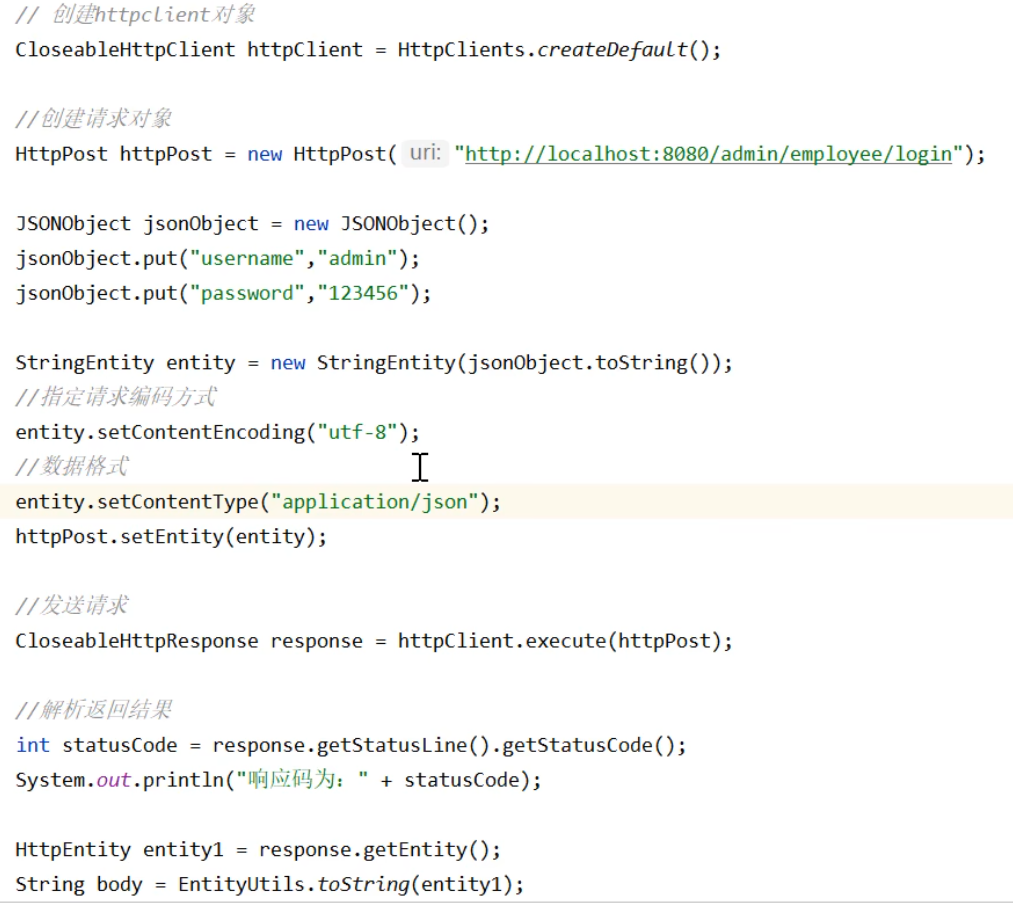 // 创建httpclient对象
CloseableHttpClient httpClient = HttpClients.createDefault();
//创建请求对象
HttpPost httpPost = new HttpPost( uri: "http://localhost:8080/admin/employee/login");
JSONObject jsonObject = new JSONObject();
jsonObject.put("username","admin");
jsonObject.put("password","123456");
StringEntity entity = new StringEntity(jsonObject.toString());
//指定请求编码方式
entity.setContentEncoding("utf-8");
//数据格式
entity.setContentType("application/json");
httpPost.setEntity(entity);
//发送请求
CloseableHttpResponse response = httpClient.execute(httpPost);
//解析返回结果
int statusCode = response.getStatusLine().getStatusCode();
System.out.println("响应码为：" + statusCode);
HttpEntity entity1 = response.getEntity();
String body = EntityUtils.toString(entity1);